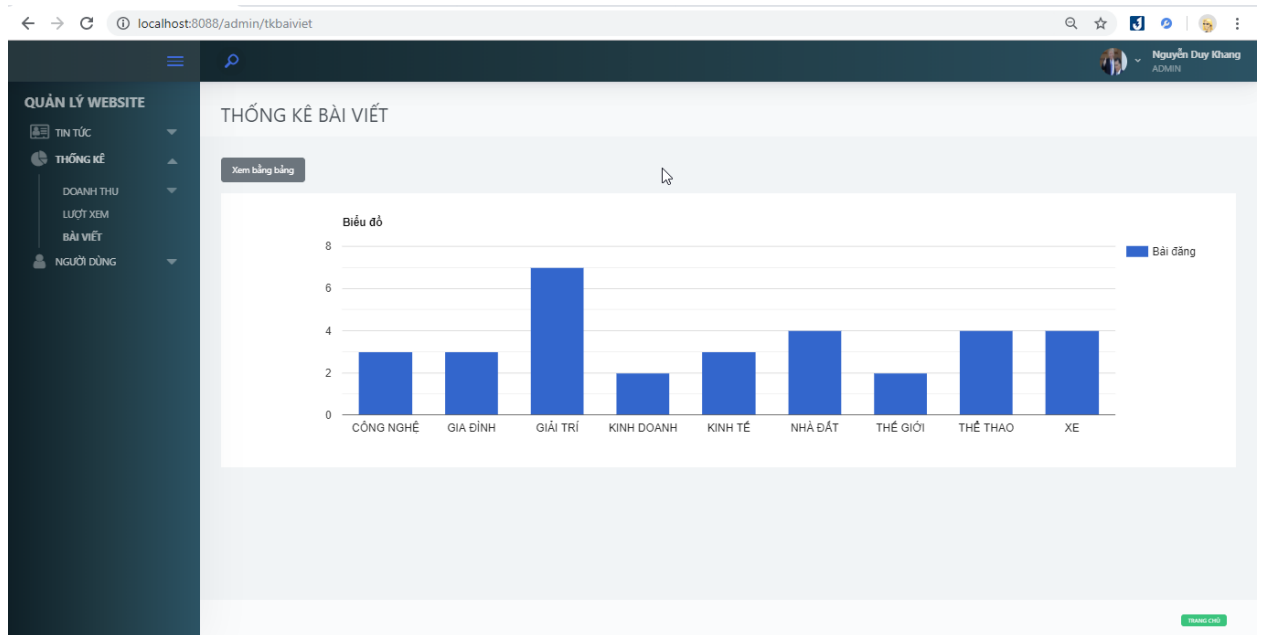 localhost:8088/admin/tkbaiviet
Nguyễn Duy Khang
ADMIN
QUẢN LÝ WEBSITE
TIN TỨC
THỐNG KÊ
DOANH THU
LƯỢT XEM
BÀI VIẾT
NGƯỜI DÙNG
THỐNG KÊ BÀI VIẾT
Xem bằng bảng
Biểu đồ
8
6
4
2
0
CÔNG NGHỆ GIA ĐÌNH GIẢI TRÍ KINH DOANH KINH TẾ NHÀ ĐẤT THẾ GIỚI THỂ THAO XE
Bài đăng
TRANG CHỦ